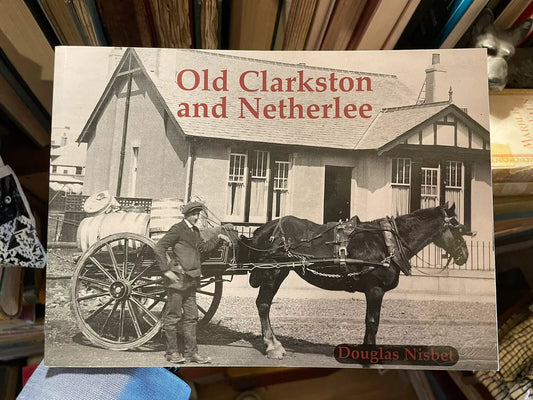 Old Clarkston
and Netherlee
Douglas Nisbet